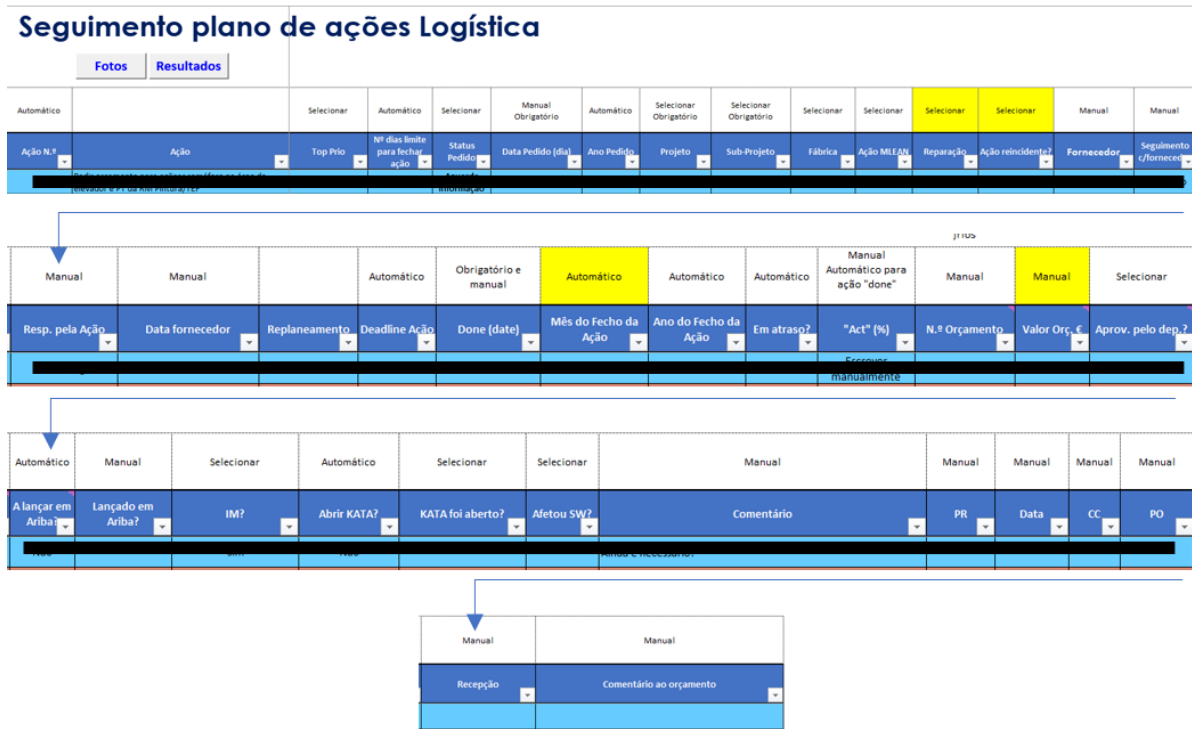 Seguimento plano de ações Logística
Fotos Resultados
Automático Selecionar Automático Selecionar Manual Obrigatório Automático Selecionar Obrigatório Selecionar Obrigatório Selecionar Selecionar Selecionar Selecionar Manual Manual
Ação N.º Ação Top Prio Nº dias limite para fechar ação Status Pedido Data Pedido (dia) Ano Pedido Projeto Sub-Projeto Fábrica Ação MLEAN Reparação Ação reincidente? Fornecedor Seguimento c/forneced
Manual Manual Automático Obrigatório e manual Automático Automático Automático Manual Automático para ação "done" Manual Manual Selecionar
Resp. pela Ação Data fornecedor Replaneamento Deadline Ação Done (date) Mês do Fecho da Ação Ano do Fecho da Ação Em atraso? "Act" (%) N.º Orçamento Valor Orç. € Aprov. pelo dep.?
manualmente
Automático Manual Selecionar Automático Selecionar Selecionar Manual Manual Manual Manual Manual
A lançar em Ariba? Lançado em Ariba? IM? Abrir KATA? KATA foi aberto? Afetou SW? Comentário PR Data CC PO
Manual Manual
Recepção Comentário ao orçamento